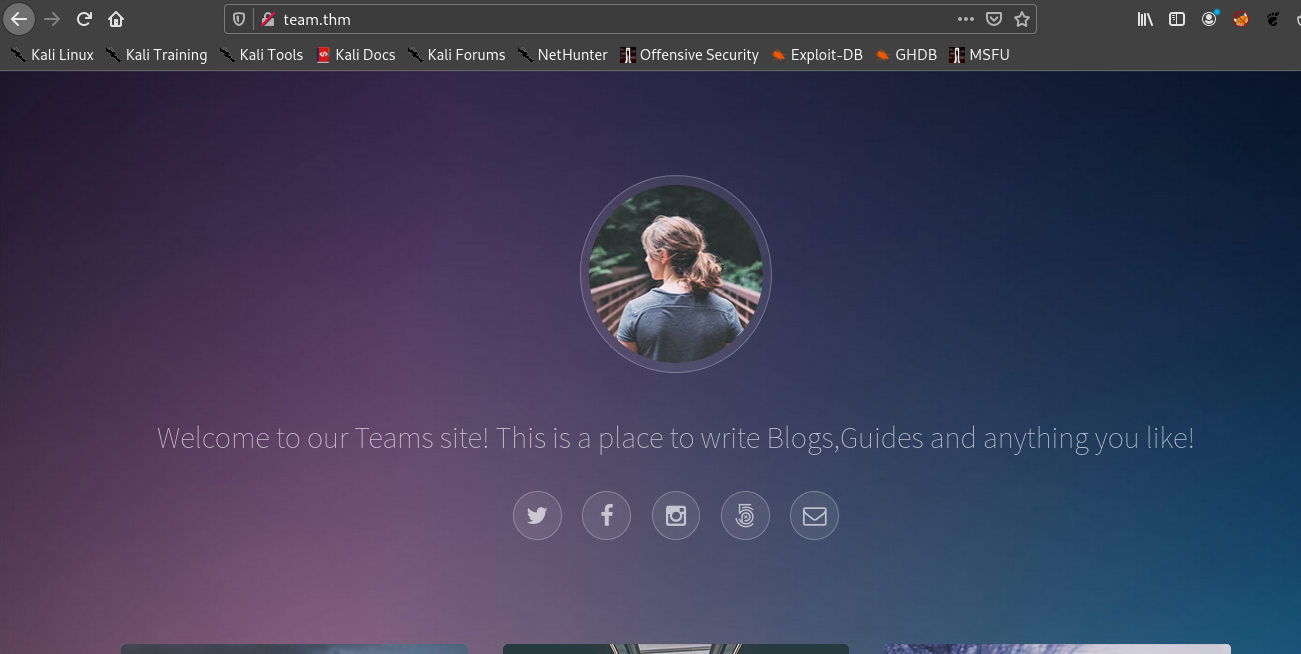 team.thm
Kali Linux Kali Training Kali Tools Kali Docs Kali Forums NetHunter Offensive Security Exploit-DB GHDB MSFU
Welcome to our Teams site! This is a place to write Blogs,Guides and anything you like!